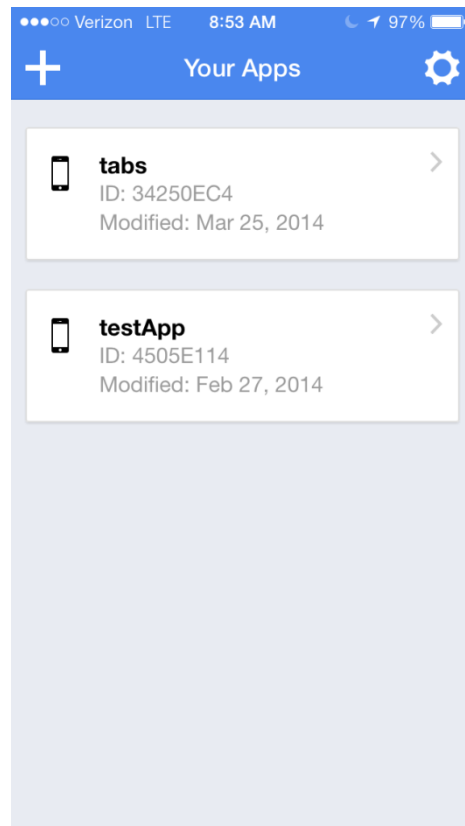 Verizon LTE 8:53 AM 97%
Your Apps
tabs
ID: 34250EC4
Modified: Mar 25, 2014
testApp
ID: 4505E114
Modified: Feb 27, 2014